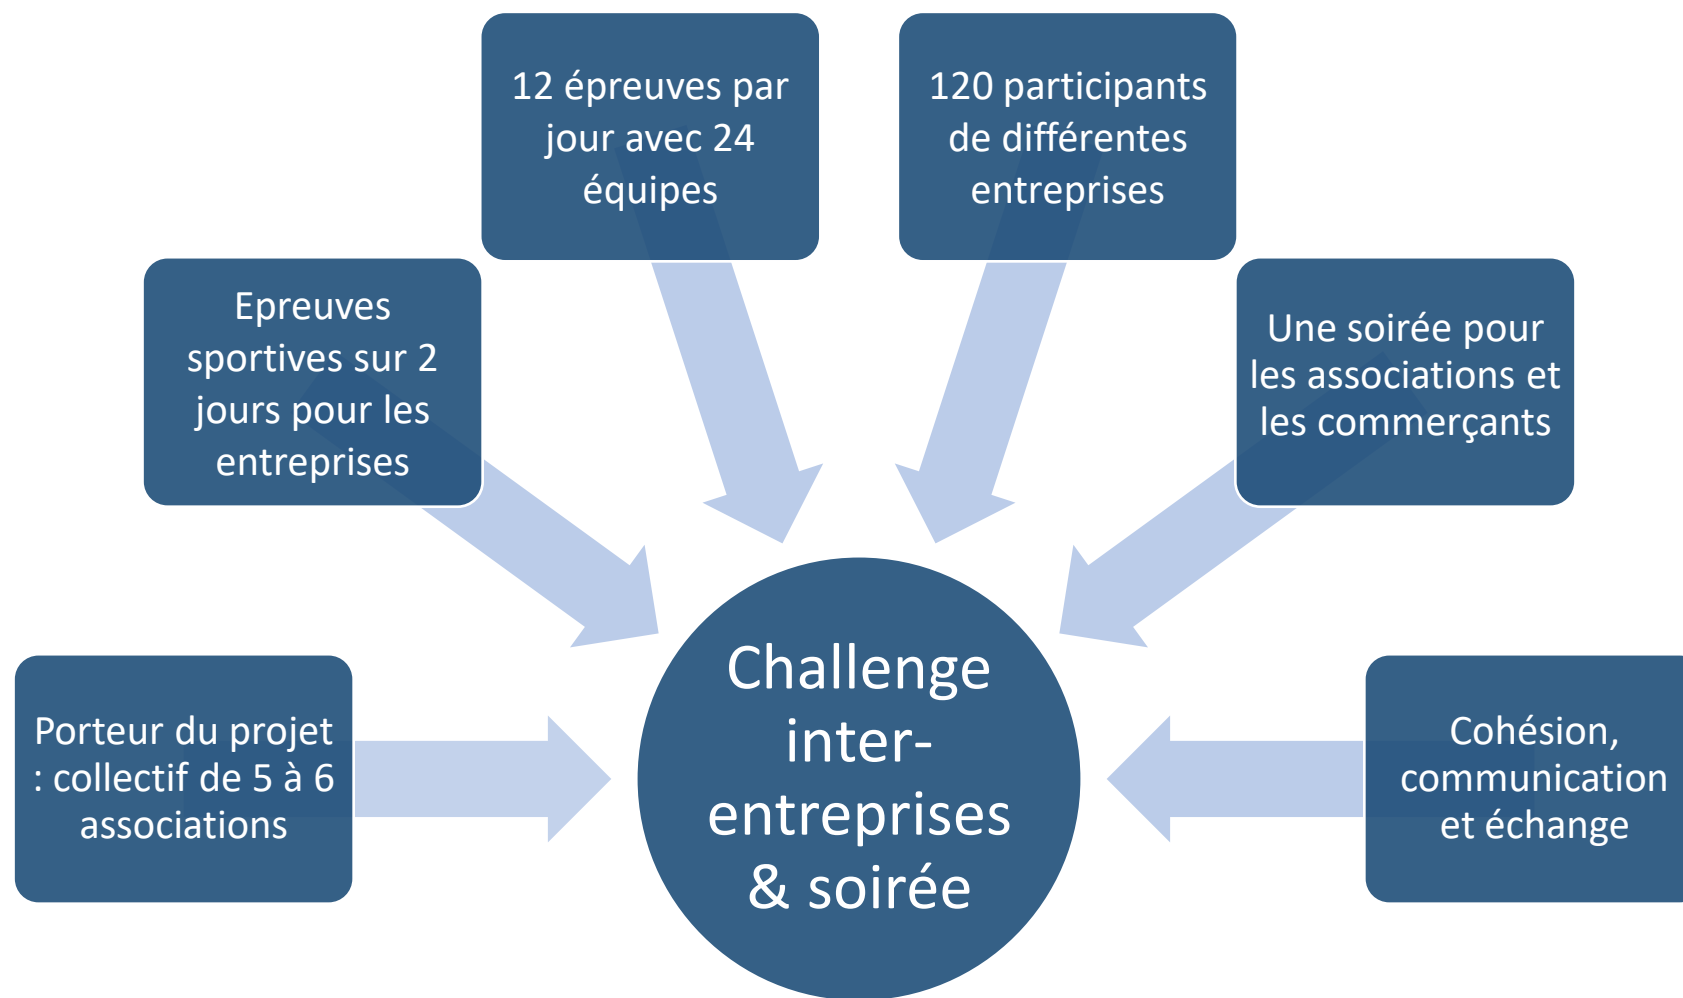 12 épreuves par
jour avec 24
équipes
120 participants
de différentes
entreprises
Epreuves
sportives sur 2
jours pour les
entreprises
Une soirée pour
les associations et
les commerçants
Porteur du projet
: collectif de 5 à 6
associations
Challenge
inter-
entreprises
& soirée
Cohésion,
communication
et échange